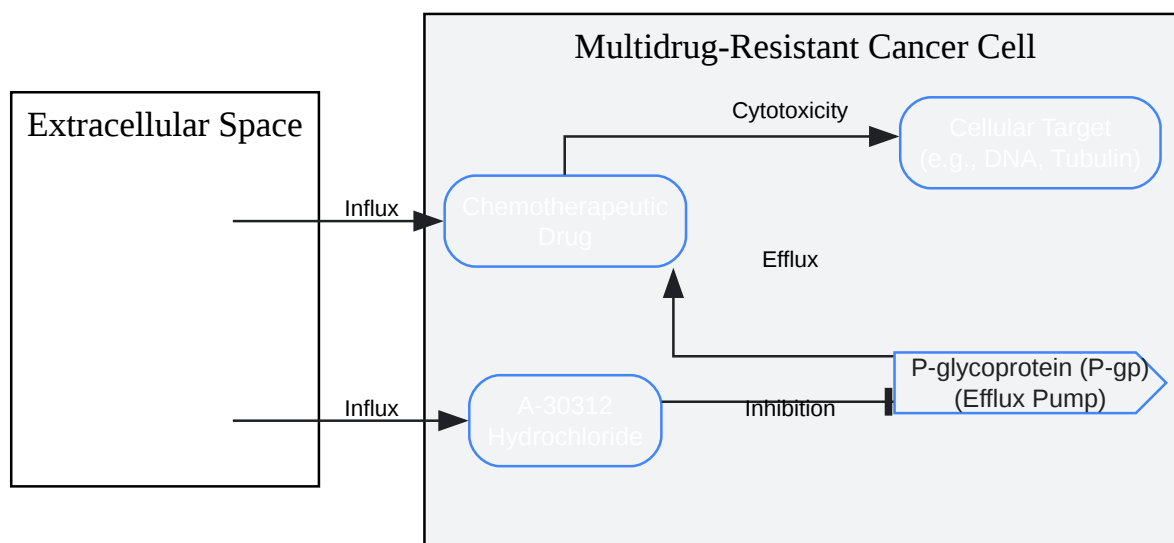 Multidrug-Resistant Cancer Cell
Extracellular Space
Cytotoxicity
Cellular Target
(e.g., DNA, Tubulin)
Influx
Chemotherapeutic
Drug
Efflux
P-glycoprotein (P-gp)
(Efflux Pump)
Influx
A-30312
Hydrochloride
Inhibition